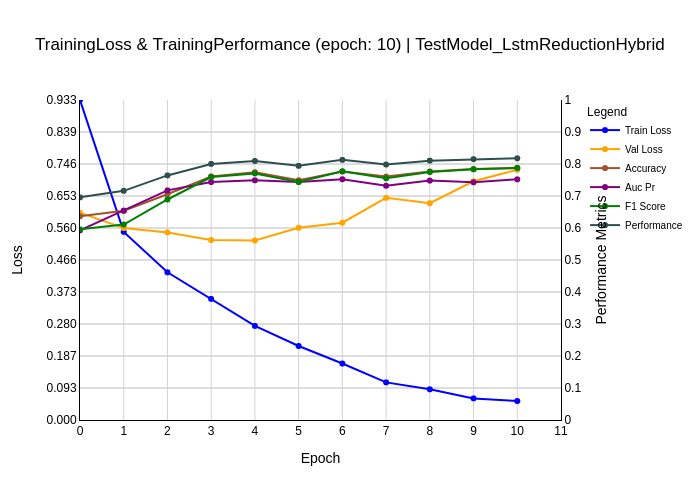 TrainingLoss & TrainingPerformance (epoch: 10) | TestModel_LstmReductionHybrid
0.933
0.839
0.746
0.653
0.560
0.466
0.373
0.280
0.187
0.093
0.000
Loss
0 1 2 3 4 5 6 7 8 9 10 11
Epoch
1
0.9
0.8
0.7
0.6
0.5
0.4
0.3
0.2
0.1
0
Performance Metrics
Legend
Train Loss
Val Loss
Accuracy
Auc Pr
F1 Score
Performance